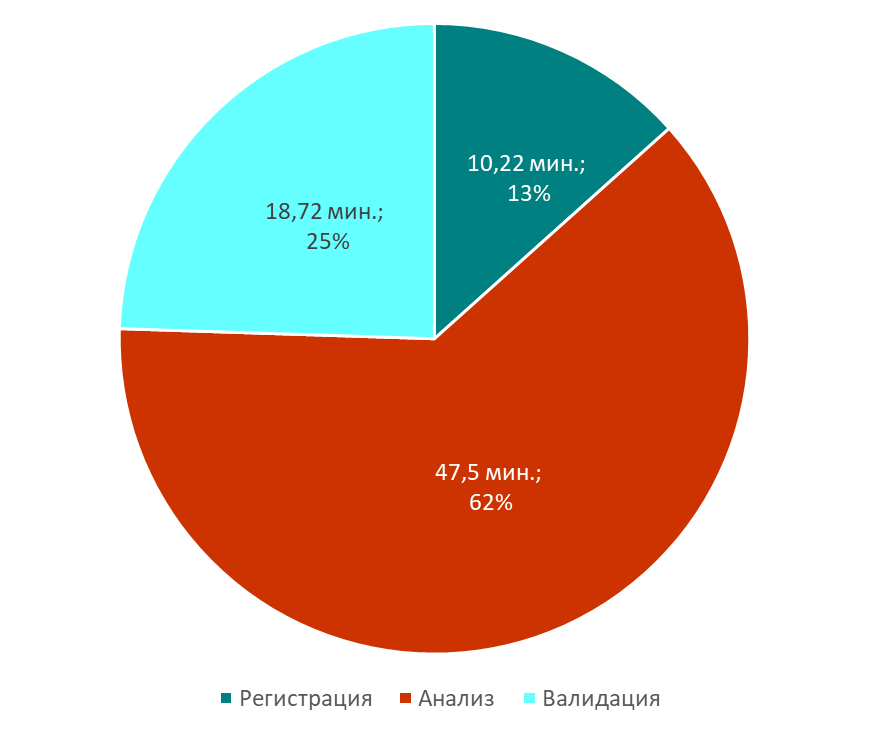 10,22 мин.;
13%
18,72 мин.;
25%
47,5 мин.;
62%
Регистрация
Анализ
Валидация